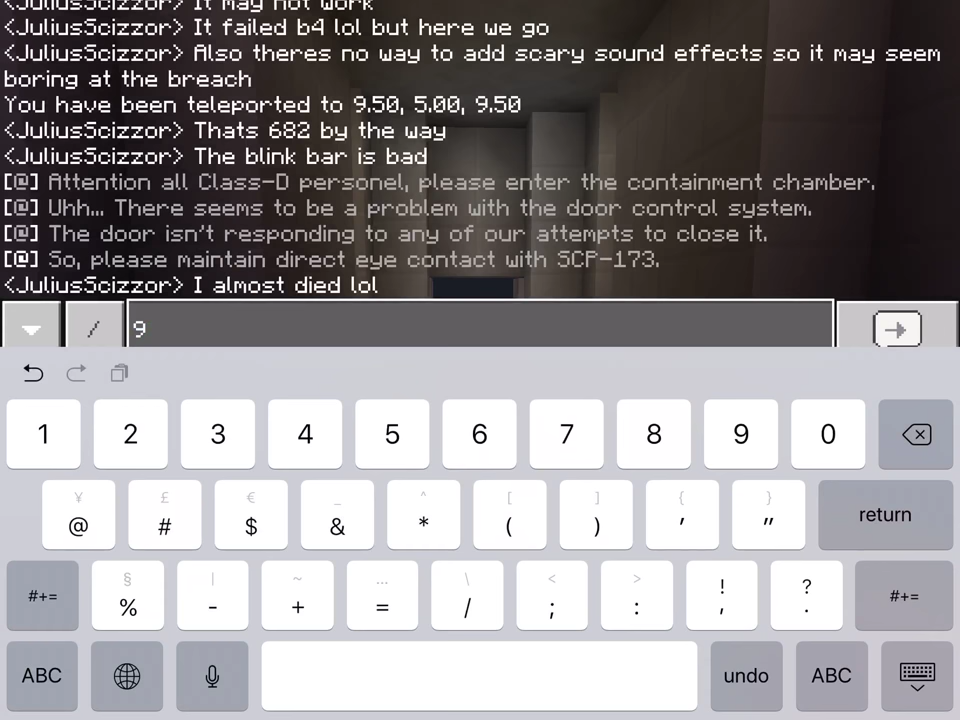 <JuliusScizzor> It may not work
<JuliusScizzor> It failed b4 lol but here we go
<JuliusScizzor> Also theres no way to add scary sound effects so it may seem
boring at the breach
You have been teleported to 9.50, 5.00, 9.50
<JuliusScizzor> Thats 682 by the way
<JuliusScizzor> The blink bar is bad
[@] Attention all Class-D personel, please enter the containment chamber.
[@] Uhh... There seems to be a problem with the door control system.
[@] The door isn't responding to any of our attempts to close it.
[@] So, please maintain direct eye contact with SCP-173.
<JuliusScizzor> I almost died lol
/ 9
1 2 3 4 5 6 7 8 9 0
¥ £ € _ ^ [ ] { }
@ # $ & * ( ) ' " return
§ | ~ … \ < > ! ?
#+= % - + = / ; : , . #+=
ABC undo ABC